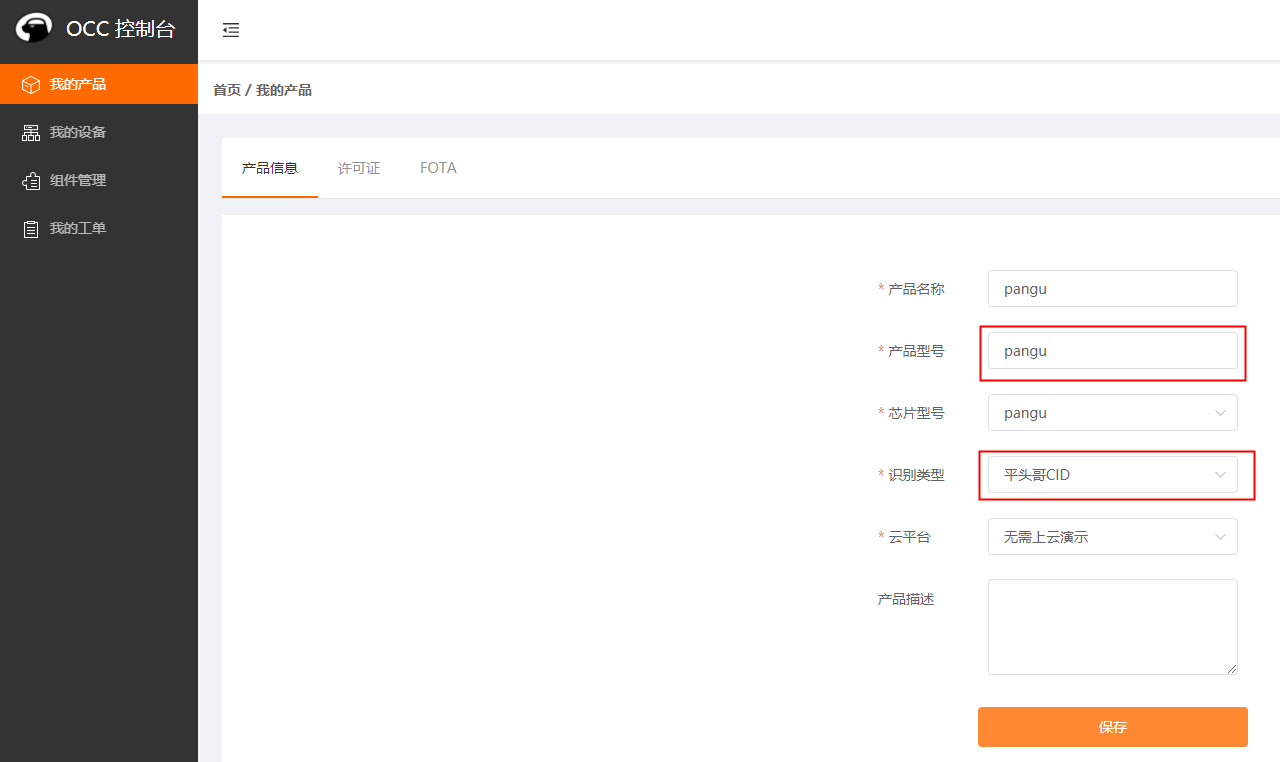 OCC 控制台
我的产品
我的设备
组件管理
我的工单
首页 / 我的产品
产品信息 许可证 FOTA
* 产品名称 pangu
* 产品型号 pangu
* 芯片型号 pangu
* 识别类型 平头哥CID
* 云平台 无需上云演示
产品描述
保存